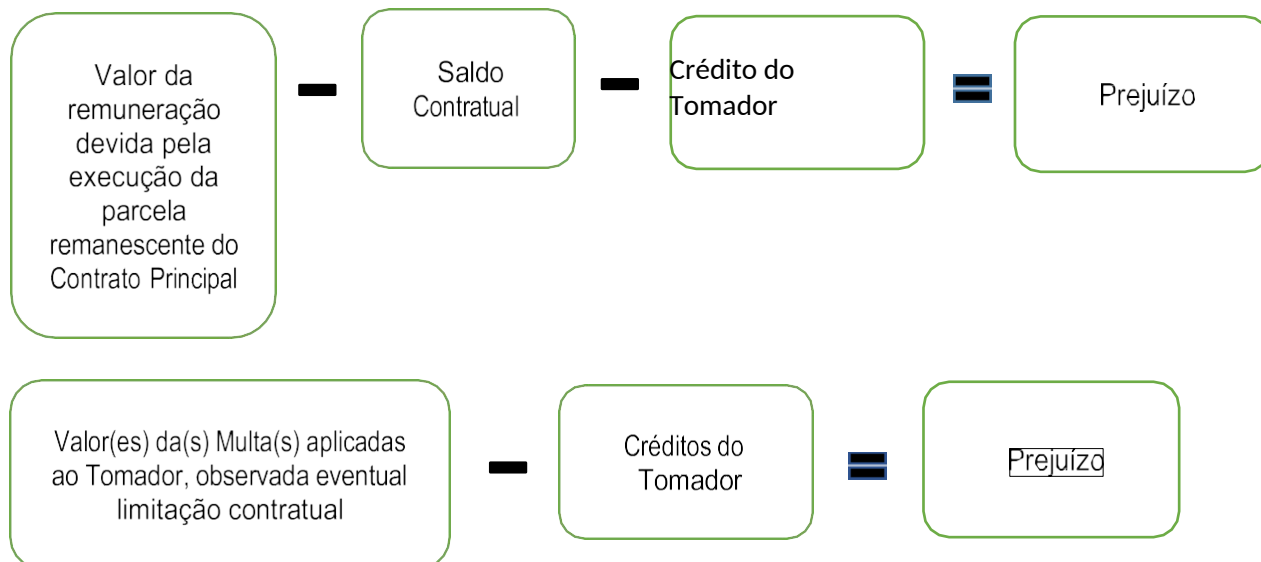 Valor da
remuneração
devida pela
execução da
parcela
remanescente do
Contrato Principal
Saldo
Contratual
Crédito do
Tomador
Prejuízo
Valor(es) da(s) Multa(s) aplicadas
ao Tomador, observada eventual
limitação contratual
Créditos do
Tomador
Prejuízo